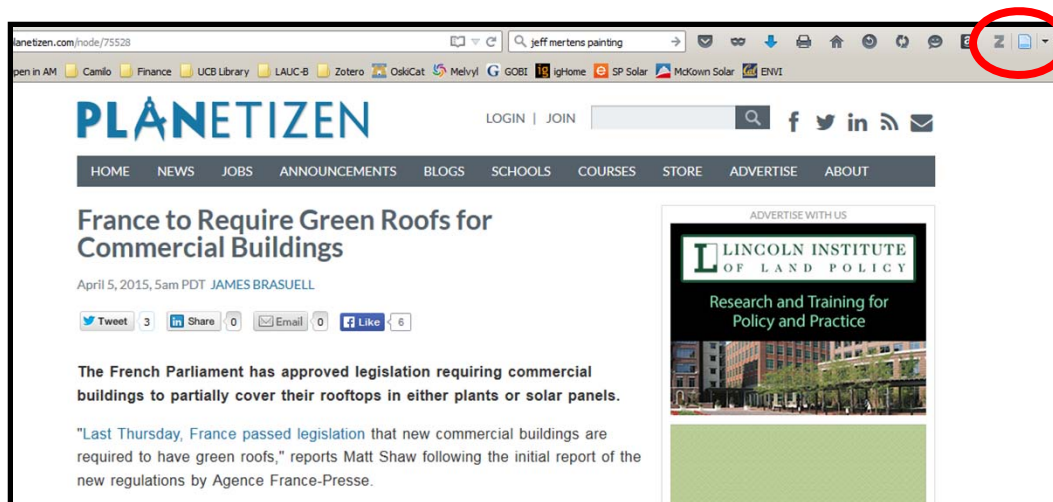 lanetizen.com/node/75528
jeff mertens painting
Z
pen in AM Camilo Finance UCB Library LAUC-B Zotero OskiCat Melvyl G GOBI ig igHome SP Solar McKown Solar ENVI
PLANETIZEN
LOGIN | JOIN
HOME NEWS JOBS ANNOUNCEMENTS BLOGS SCHOOLS COURSES STORE ADVERTISE ABOUT
France to Require Green Roofs for
Commercial Buildings
April 5, 2015, 5am PDT JAMES BRASUELL
Tweet 3 in Share 0 Email 0 f Like 6
The French Parliament has approved legislation requiring commercial
buildings to partially cover their rooftops in either plants or solar panels.
"Last Thursday, France passed legislation that new commercial buildings are
required to have green roofs," reports Matt Shaw following the initial report of the
new regulations by Agence France-Presse.
ADVERTISE WITH US
L LINCOLN INSTITUTE
OF LAND POLICY
Research and Training for
Policy and Practice